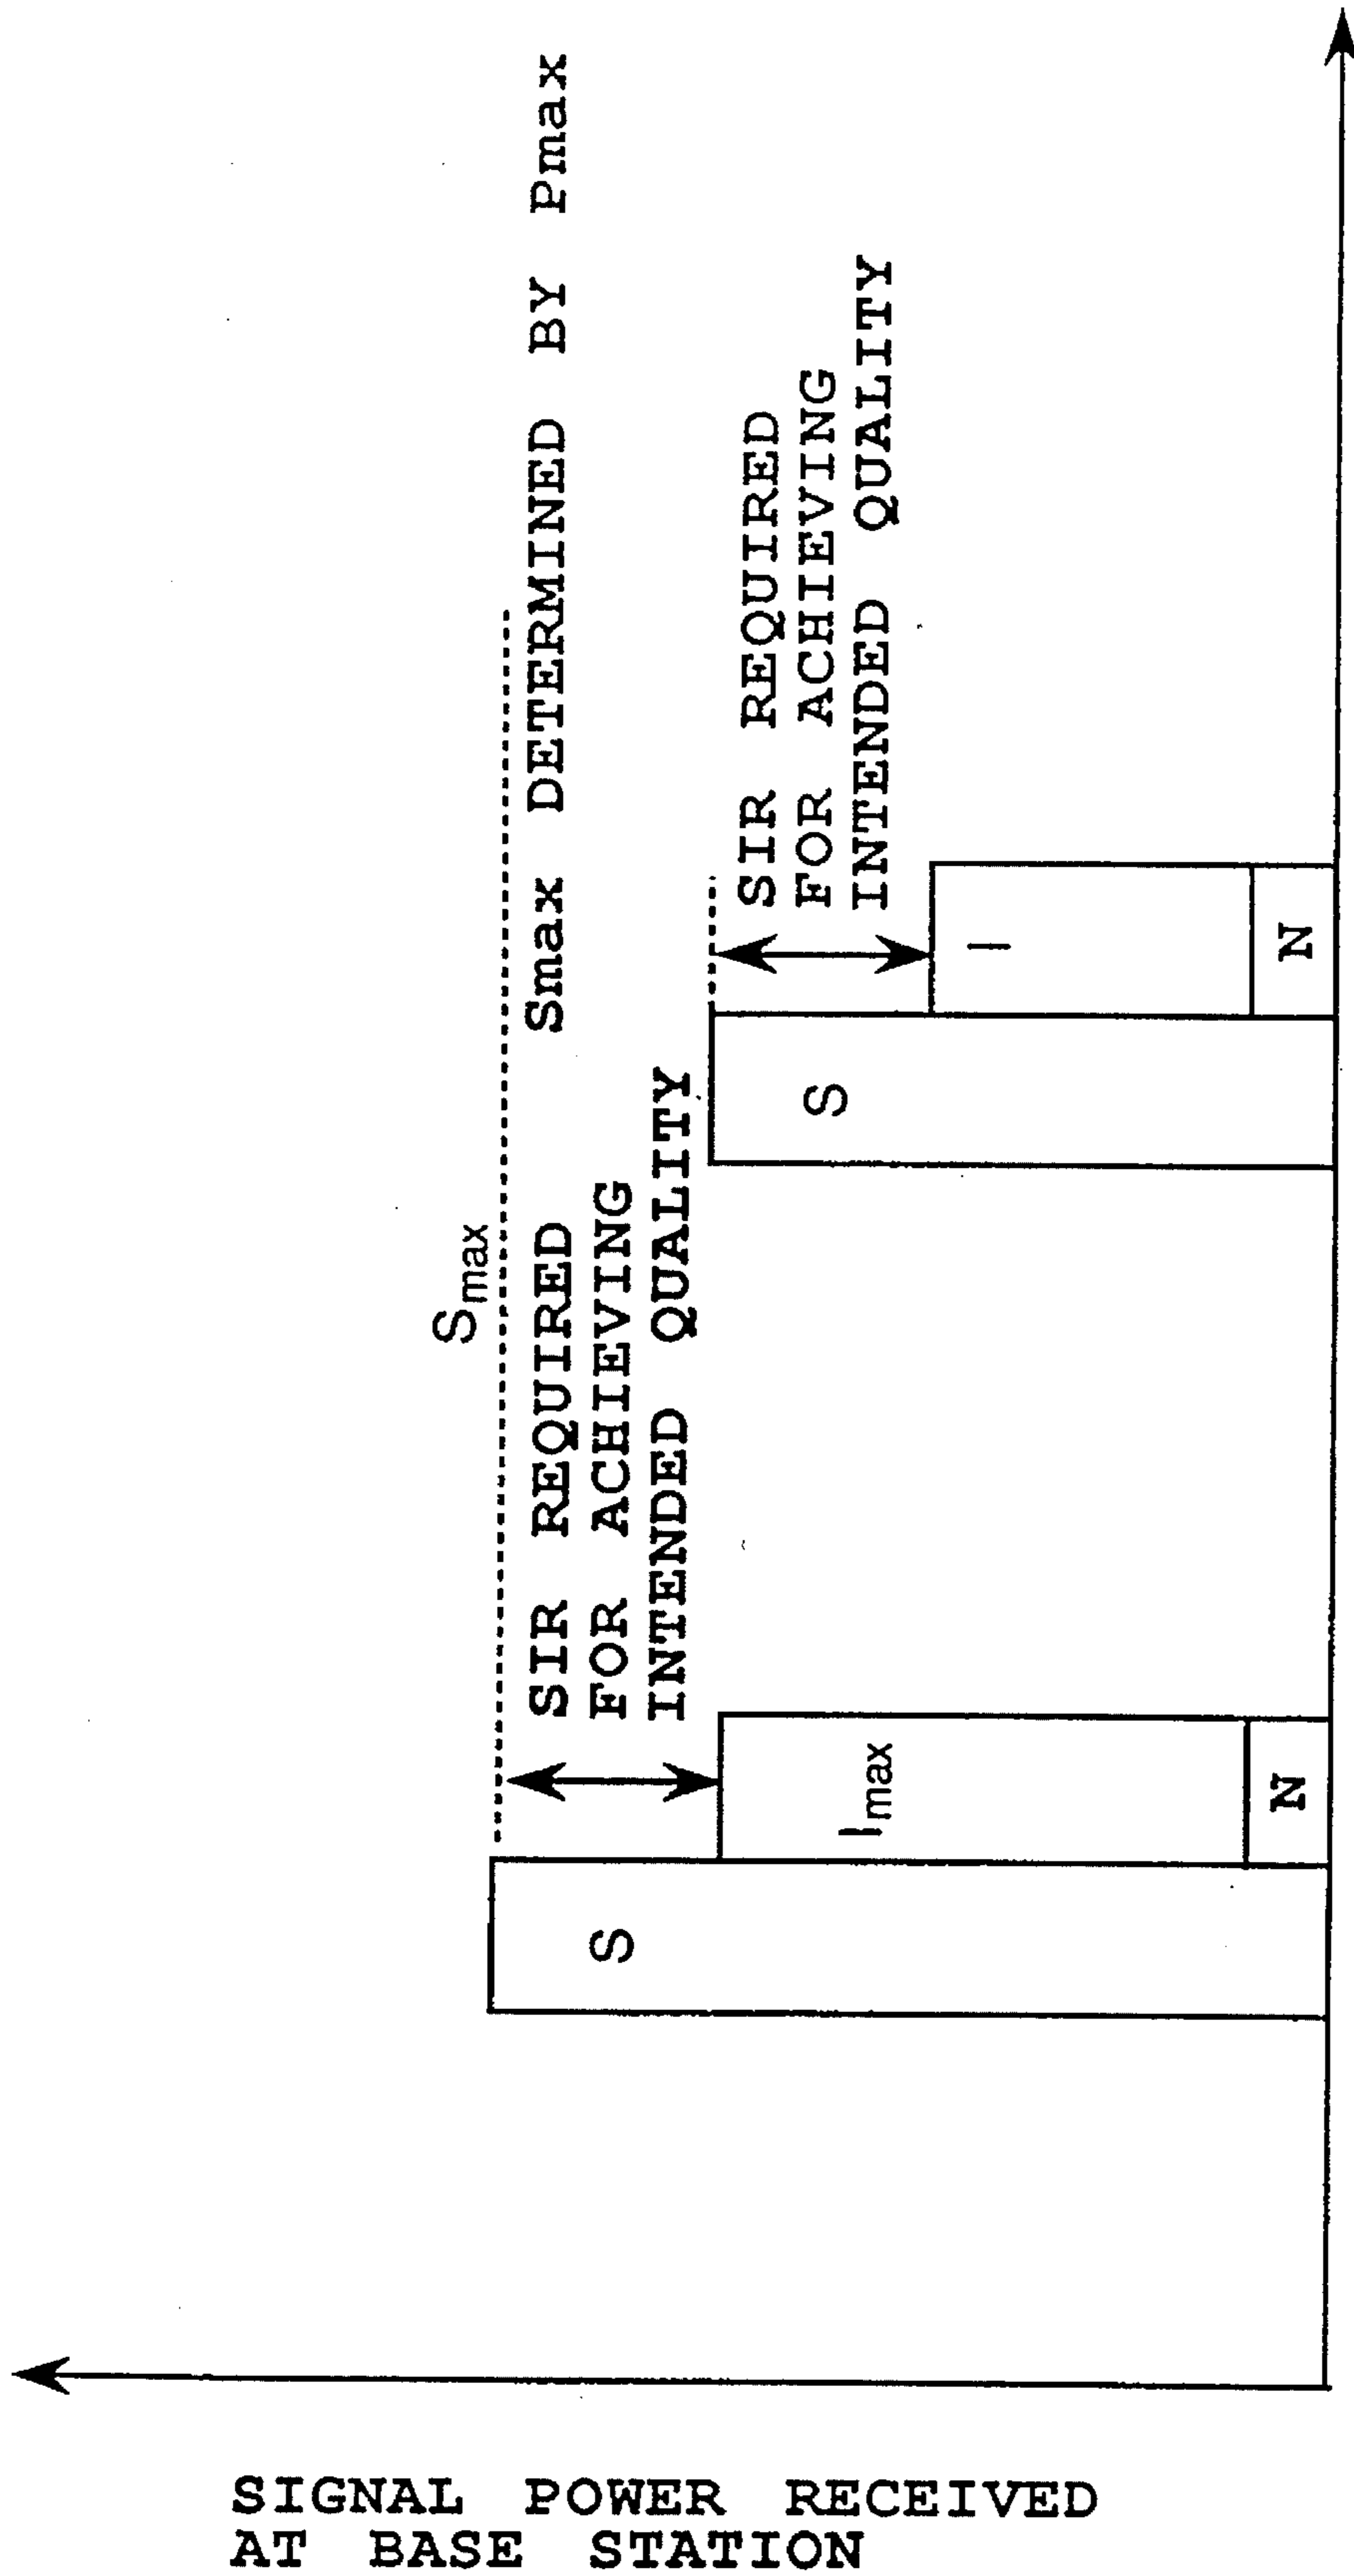 SIGNAL POWER RECEIVED
AT BASE STATION
Smax
Smax DETERMINED BY Pmax
SIR REQUIRED
FOR ACHIEVING
INTENDED QUALITY
SIR REQUIRED
FOR ACHIEVING
INTENDED QUALITY
S
Imax
N
S
I
N